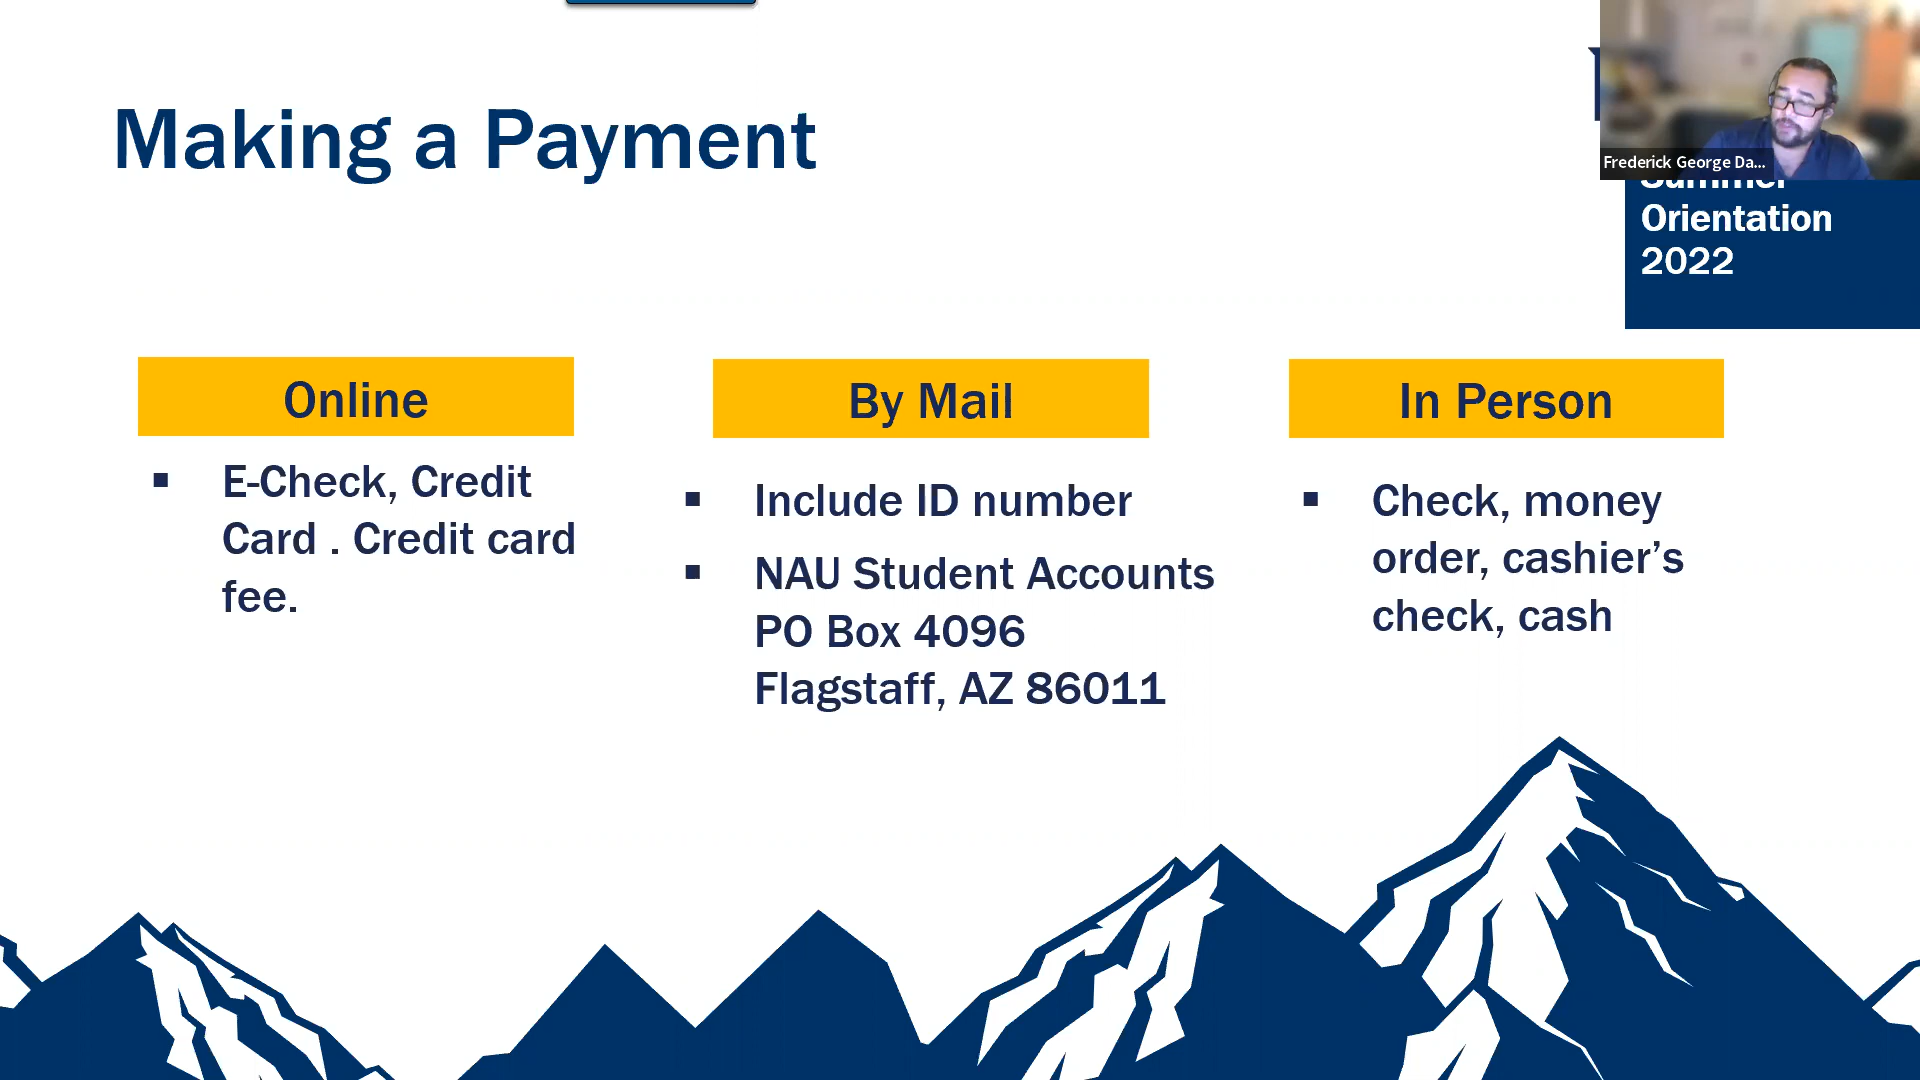 Making a Payment
Frederick George Da...
Summer
Orientation
2022
Online
E-Check, Credit
Card . Credit card
fee.
By Mail
Include ID number
NAU Student Accounts
PO Box 4096
Flagstaff, AZ 86011
In Person
Check, money
order, cashier’s
check, cash